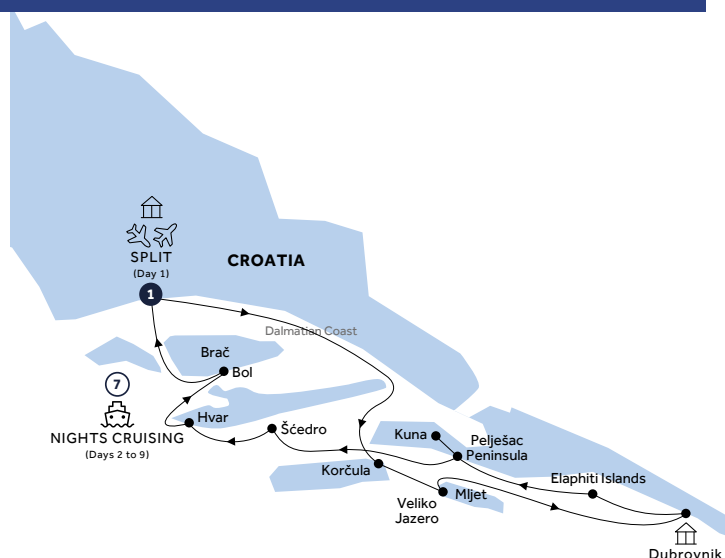 SPLIT
(Day 1)
1
CROATIA
Dalmatian Coast
Brač
Bol
7
NIGHTS CRUISING
(Days 2 to 9)
Hvar
Šćedro
Korčula
Kuna
Pelješac
Peninsula
Veliko
Jazero
Mljet
Elaphiti Islands
Dubrovnik